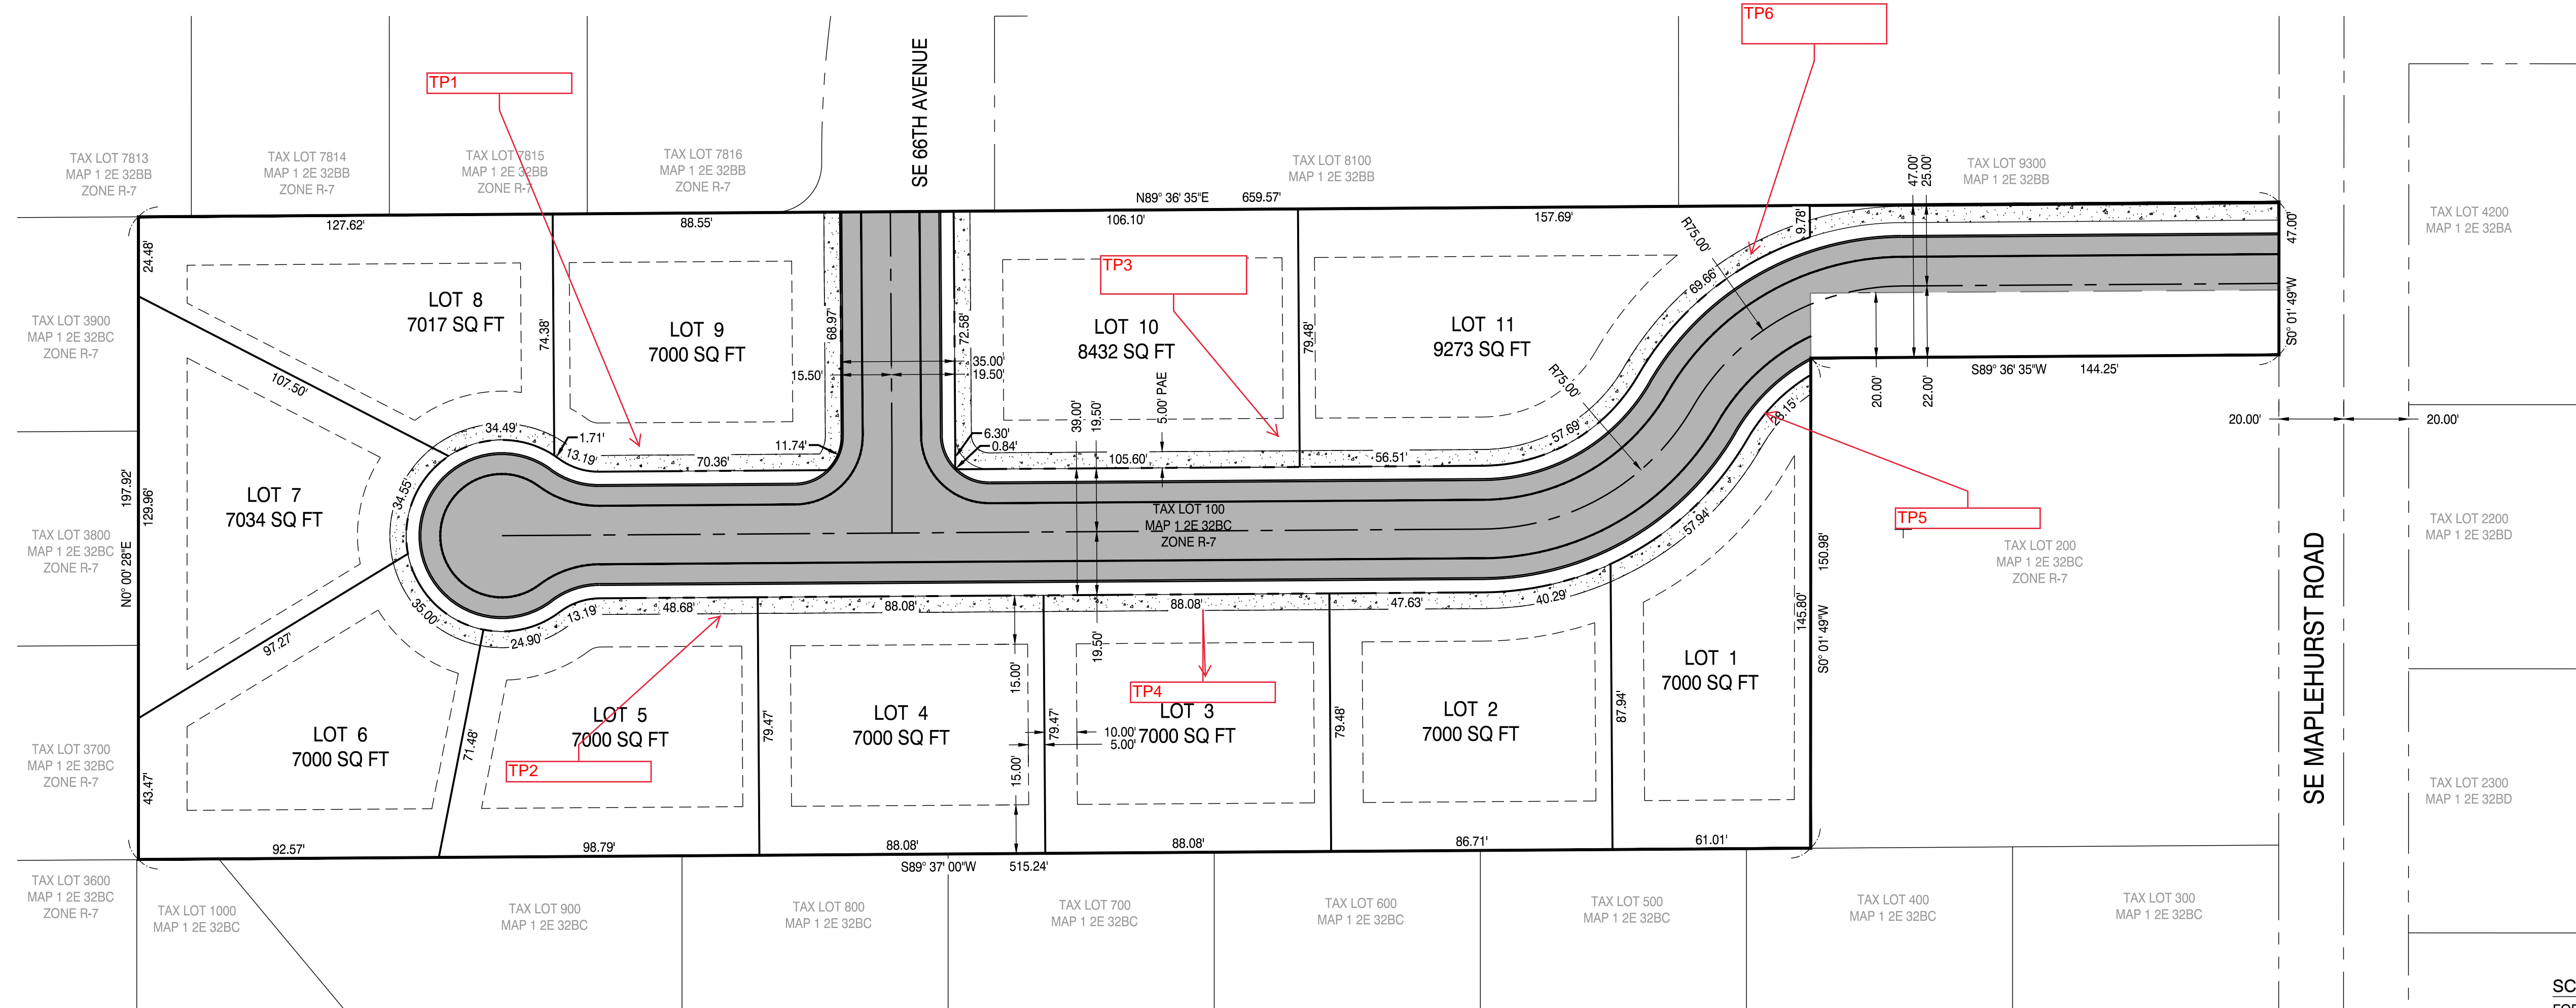 TP6
TP1
SE 66TH AVENUE
TAX LOT 7813
MAP 1 2E 32BB
ZONE R-7
TAX LOT 7814
MAP 1 2E 32BB
ZONE R-7
TAX LOT 7815
MAP 1 2E 32BB
ZONE R-7
TAX LOT 7816
MAP 1 2E 32BB
ZONE R-7
TAX LOT 8100
MAP 1 2E 32BB
TAX LOT 9300
MAP 1 2E 32BB
TAX LOT 4200
MAP 1 2E 32BA
N89° 36' 35"E 659.57'
127.62'
88.55'
106.10'
157.69'
9.78'
47.00'
25.00'
47.00'
S0° 01' 49"W
24.48'
LOT 8
7017 SQ FT
74.38'
LOT 9
7000 SQ FT
68.97'
72.58'
35.00'
15.50'
19.50'
TP3
LOT 10
8432 SQ FT
79.48'
LOT 11
9273 SQ FT
R75.00'
69.66'
R75.00'
20.00'
22.00'
S89° 36' 35"W 144.25'
TAX LOT 3900
MAP 1 2E 32BC
ZONE R-7
107.50'
34.49'
1.71'
13.19'
70.36'
11.74'
6.30'
0.84'
39.00'
19.50'
5.00' PAE
105.60'
56.51'
57.69'
28.15'
20.00'
20.00'
N0° 00' 28"E 197.92'
129.96'
LOT 7
7034 SQ FT
34.55'
TAX LOT 100
MAP 1 2E 32BC
ZONE R-7
57.94'
TP5
TAX LOT 200
MAP 1 2E 32BC
ZONE R-7
TAX LOT 2200
MAP 1 2E 32BD
TAX LOT 3800
MAP 1 2E 32BC
ZONE R-7
S0° 01' 49"W 150.98'
145.80'
SE MAPLEHURST ROAD
35.00'
24.90'
13.19'
48.68'
88.08'
88.08'
47.63'
40.29'
97.27'
19.50'
15.00'
LOT 1
7000 SQ FT
TP4
LOT 6
7000 SQ FT
71.48'
LOT 5
7000 SQ FT
TP2
79.47'
LOT 4
7000 SQ FT
79.47'
10.00'
5.00'
LOT 3
7000 SQ FT
79.48'
LOT 2
7000 SQ FT
87.94'
15.00'
TAX LOT 3700
MAP 1 2E 32BC
ZONE R-7
43.47'
TAX LOT 2300
MAP 1 2E 32BD
92.57'
98.79'
88.08'
88.08'
86.71'
61.01'
S89° 37' 00"W 515.24'
TAX LOT 3600
MAP 1 2E 32BC
ZONE R-7
TAX LOT 1000
MAP 1 2E 32BC
TAX LOT 900
MAP 1 2E 32BC
TAX LOT 800
MAP 1 2E 32BC
TAX LOT 700
MAP 1 2E 32BC
TAX LOT 600
MAP 1 2E 32BC
TAX LOT 500
MAP 1 2E 32BC
TAX LOT 400
MAP 1 2E 32BC
TAX LOT 300
MAP 1 2E 32BC